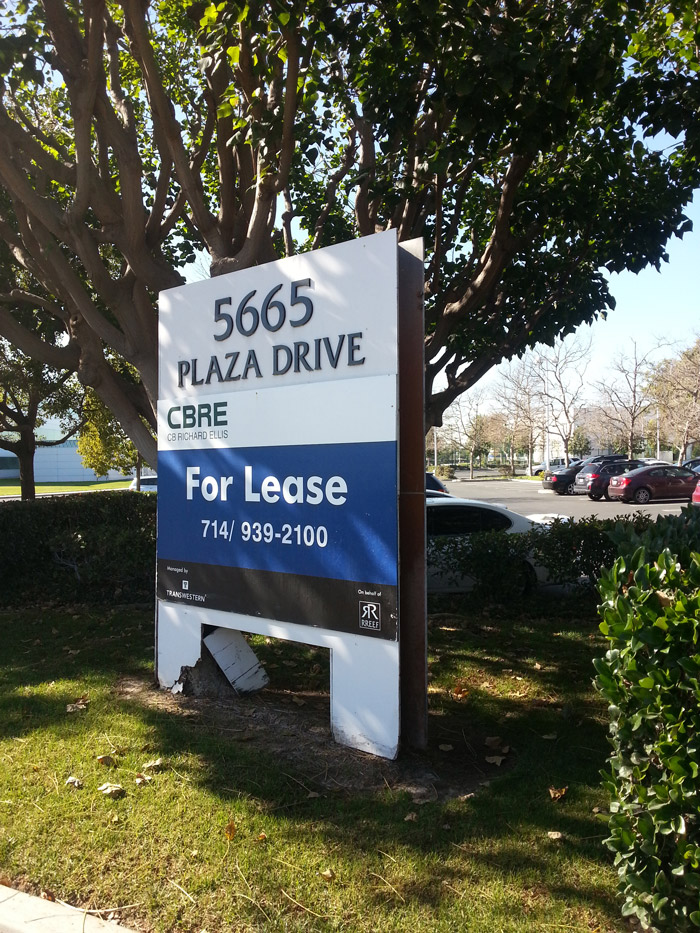 5665
PLAZA DRIVE
CBRE
CB RICHARD ELLIS
For Lease
714/ 939-2100
Managed by
TRANSWESTERN
On behalf of
RREEF